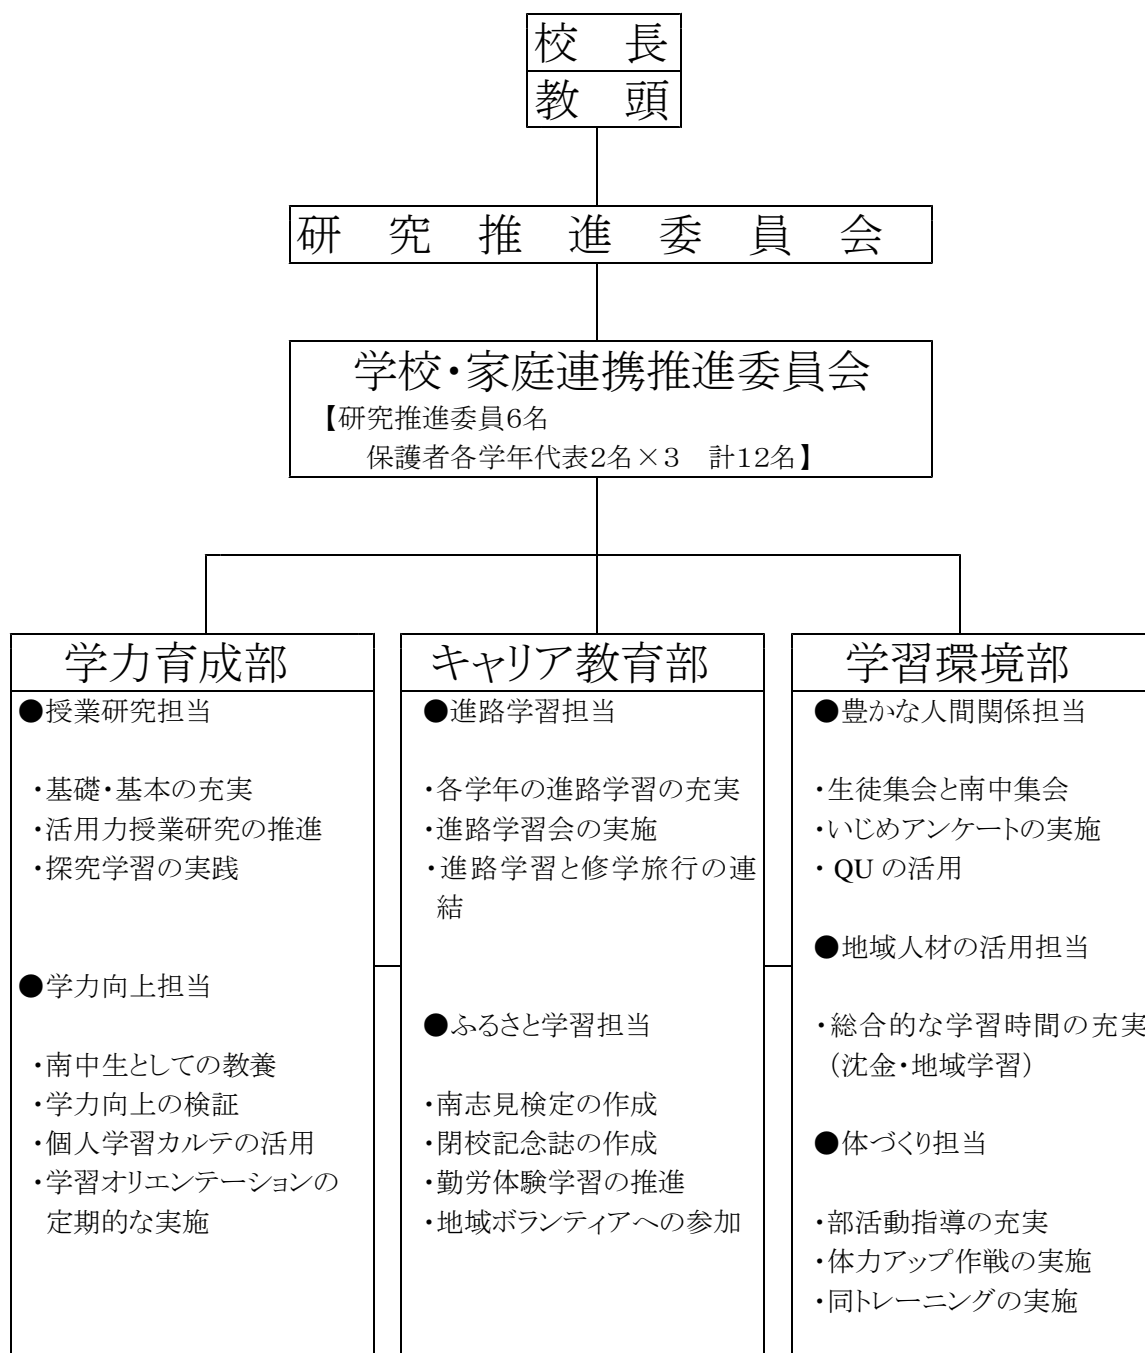 校　長
教　頭
研　究　推　進　委　員　会
学校・家庭連携推進委員会
【研究推進委員6名
保護者各学年代表2名×3　計12名】
学力育成部
●授業研究担当
・基礎・基本の充実
・活用力授業研究の推進
・探究学習の実践
●学力向上担当
・南中生としての教養
・学力向上の検証
・個人学習カルテの活用
・学習オリエンテーションの
定期的な実施
キャリア教育部
●進路学習担当
・各学年の進路学習の充実
・進路学習会の実施
・進路学習と修学旅行の連
結
●ふるさと学習担当
・南志見検定の作成
・閉校記念誌の作成
・勤労体験学習の推進
・地域ボランティアへの参加
学習環境部
●豊かな人間関係担当
・生徒集会と南中集会
・いじめアンケートの実施
・QU の活用
●地域人材の活用担当
・総合的な学習時間の充実
（沈金・地域学習）
●体づくり担当
・部活動指導の充実
・体力アップ作戦の実施
・同トレーニングの実施